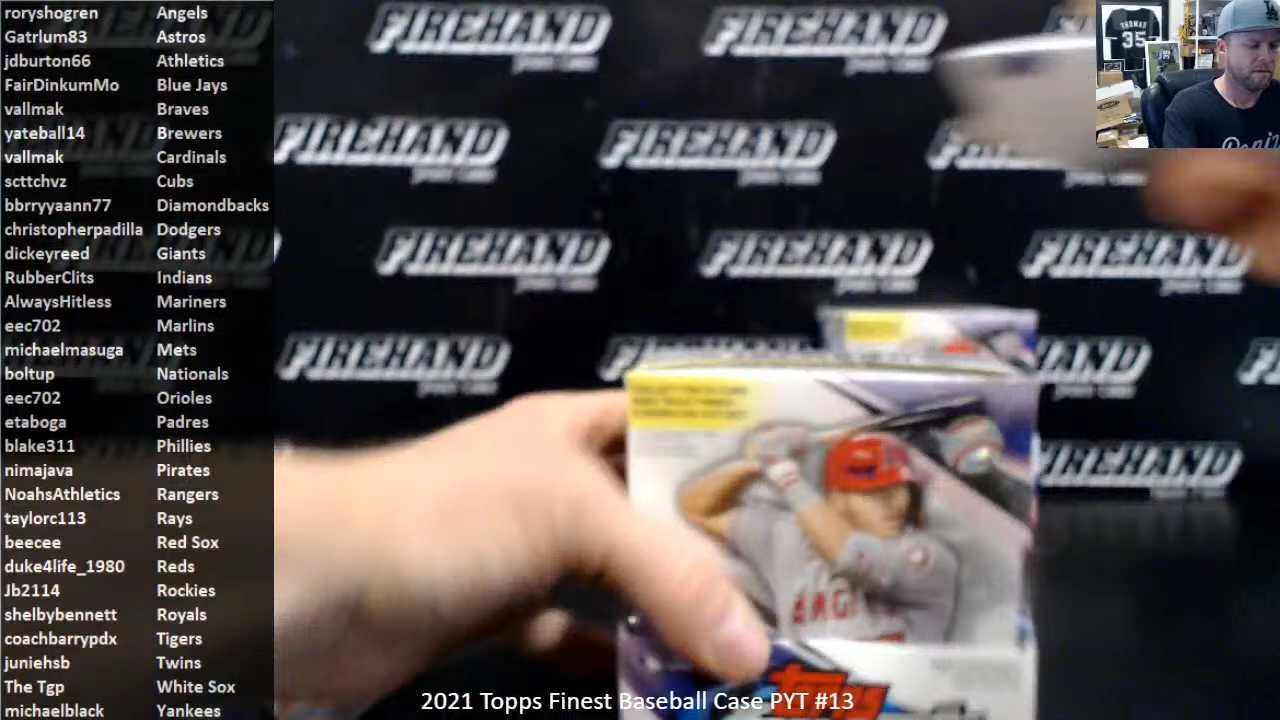 roryshogren Angels
Gatrlum83 Astros
jdburton66 Athletics
FairDinkumMo Blue Jays
vallmak Braves
yateball14 Brewers
vallmak Cardinals
scttchvz Cubs
bbrryyaann77 Diamondbacks
christopherpadilla Dodgers
dickeyreed Giants
RubberClits Indians
AlwaysHitless Mariners
eec702 Marlins
michaelmasuga Mets
boltup Nationals
eec702 Orioles
etaboga Padres
blake311 Phillies
nimajava Pirates
NoahsAthletics Rangers
taylorc113 Rays
beecee Red Sox
duke4life_1980 Reds
Jb2114 Rockies
shelbybennett Royals
coachbarrypdx Tigers
juniehsb Twins
The Tgp White Sox
michaelblack Yankees
FIREHAND FIREHAND
FIREHAND FIREHAND
FIREHAND FIREHAND FIREHAND
FIREHAND
FIREHAND
THOMAS
35
LA
2021 Topps Finest Baseball Case PYT #13